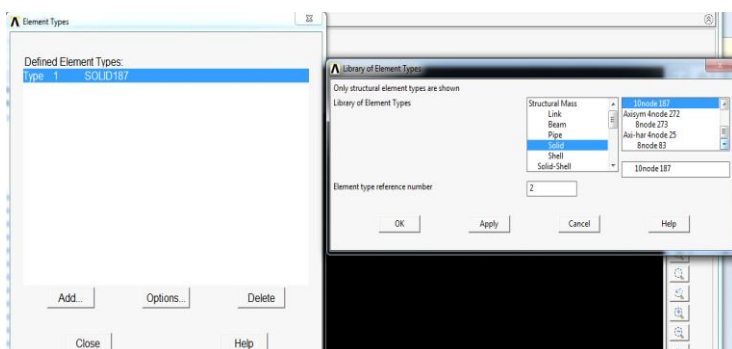 Element Types
Defined Element Types:
Type 1 SOLID187
Add...
Options...
Delete
Close
Help
Library of Element Types
Only structural element types are shown
Library of Element Types
Structural Mass
Link
Beam
Pipe
Solid
Shell
Solid-Shell
10node 187
Axisym 4node 272
8node 273
Axi-har 4node 25
8node 83
10node 187
Element type reference number
2
OK
Apply
Cancel
Help